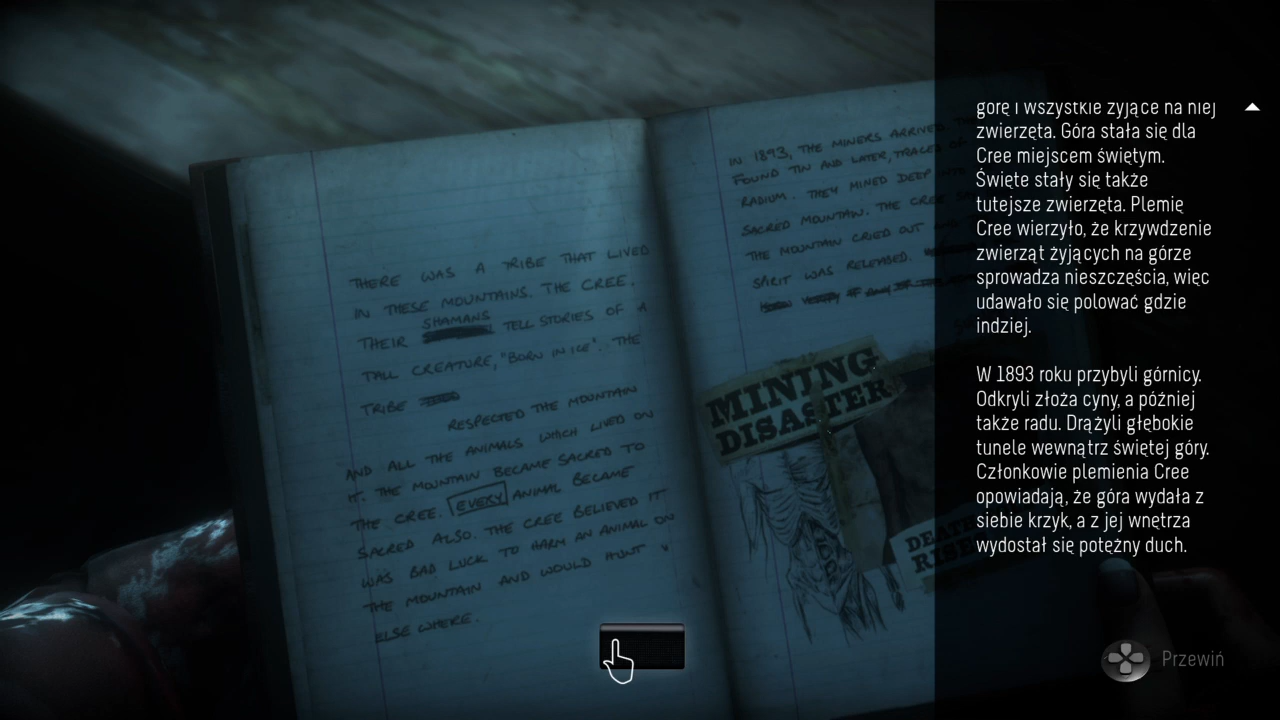 THERE WAS A TRIBE THAT LIVED
IN THESE MOUNTAINS. THE CREE.
SHAMANS
THEIR TELL STORIES OF A
TALL CREATURE, "BORN IN ICE". THE
TRIBE
RESPECTED THE MOUNTAIN
AND ALL THE ANIMALS WHICH LIVED ON
IT. THE MOUNTAIN BECAME SACRED TO
THE CREE. EVERY ANIMAL BECAME
SACRED ALSO. THE CREE BELIEVED IT
WAS BAD LUCK TO HARM AN ANIMAL ON
THE MOUNTAIN AND WOULD HUNT
ELSE WHERE.
IN 1893, THE MINERS ARRIVED
FOUND TIN AND LATER, TRACES OF
RADIUM. THEY MINED DEEP
SACRED MOUNTAIN. THE CREE
THE MOUNTAIN CRIED OUT
SPIRIT WAS RELEASED.
MINING
DISASTER
DEATH
RISE
górę i wszystkie żyjące na niej
zwierzęta. Góra stała się dla
Cree miejscem świętym.
Święte stały się także
tutejsze zwierzęta. Plemię
Cree wierzyło, że krzywdzenie
zwierząt żyjących na górze
sprowadza nieszczęścia, więc
udawało się polować gdzie
indziej.
W 1893 roku przybyli górnicy.
Odkryli złoża cyny, a później
także radu. Drążyli głębokie
tunele wewnątrz świętej góry.
Członkowie plemienia Cree
opowiadają, że góra wydała z
siebie krzyk, a z jej wnętrza
wydostał się potężny duch.
Przewiń